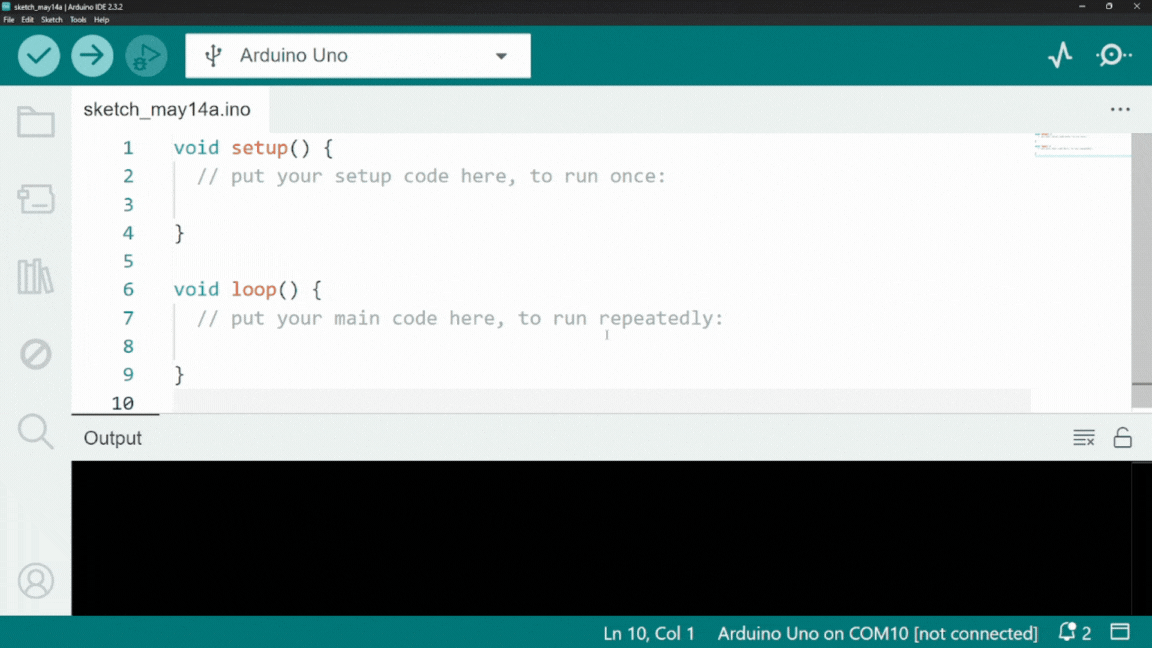 sketch_may14a | Arduino IDE 2.3.2
File Edit Sketch Tools Help
Arduino Uno
sketch_may14a.ino
1 void setup() {
2 // put your setup code here, to run once:
3
4 }
5
6 void loop() {
7 // put your main code here, to run repeatedly:
8
9 }
10
Output
Ln 10, Col 1 Arduino Uno on COM10 [not connected] 2